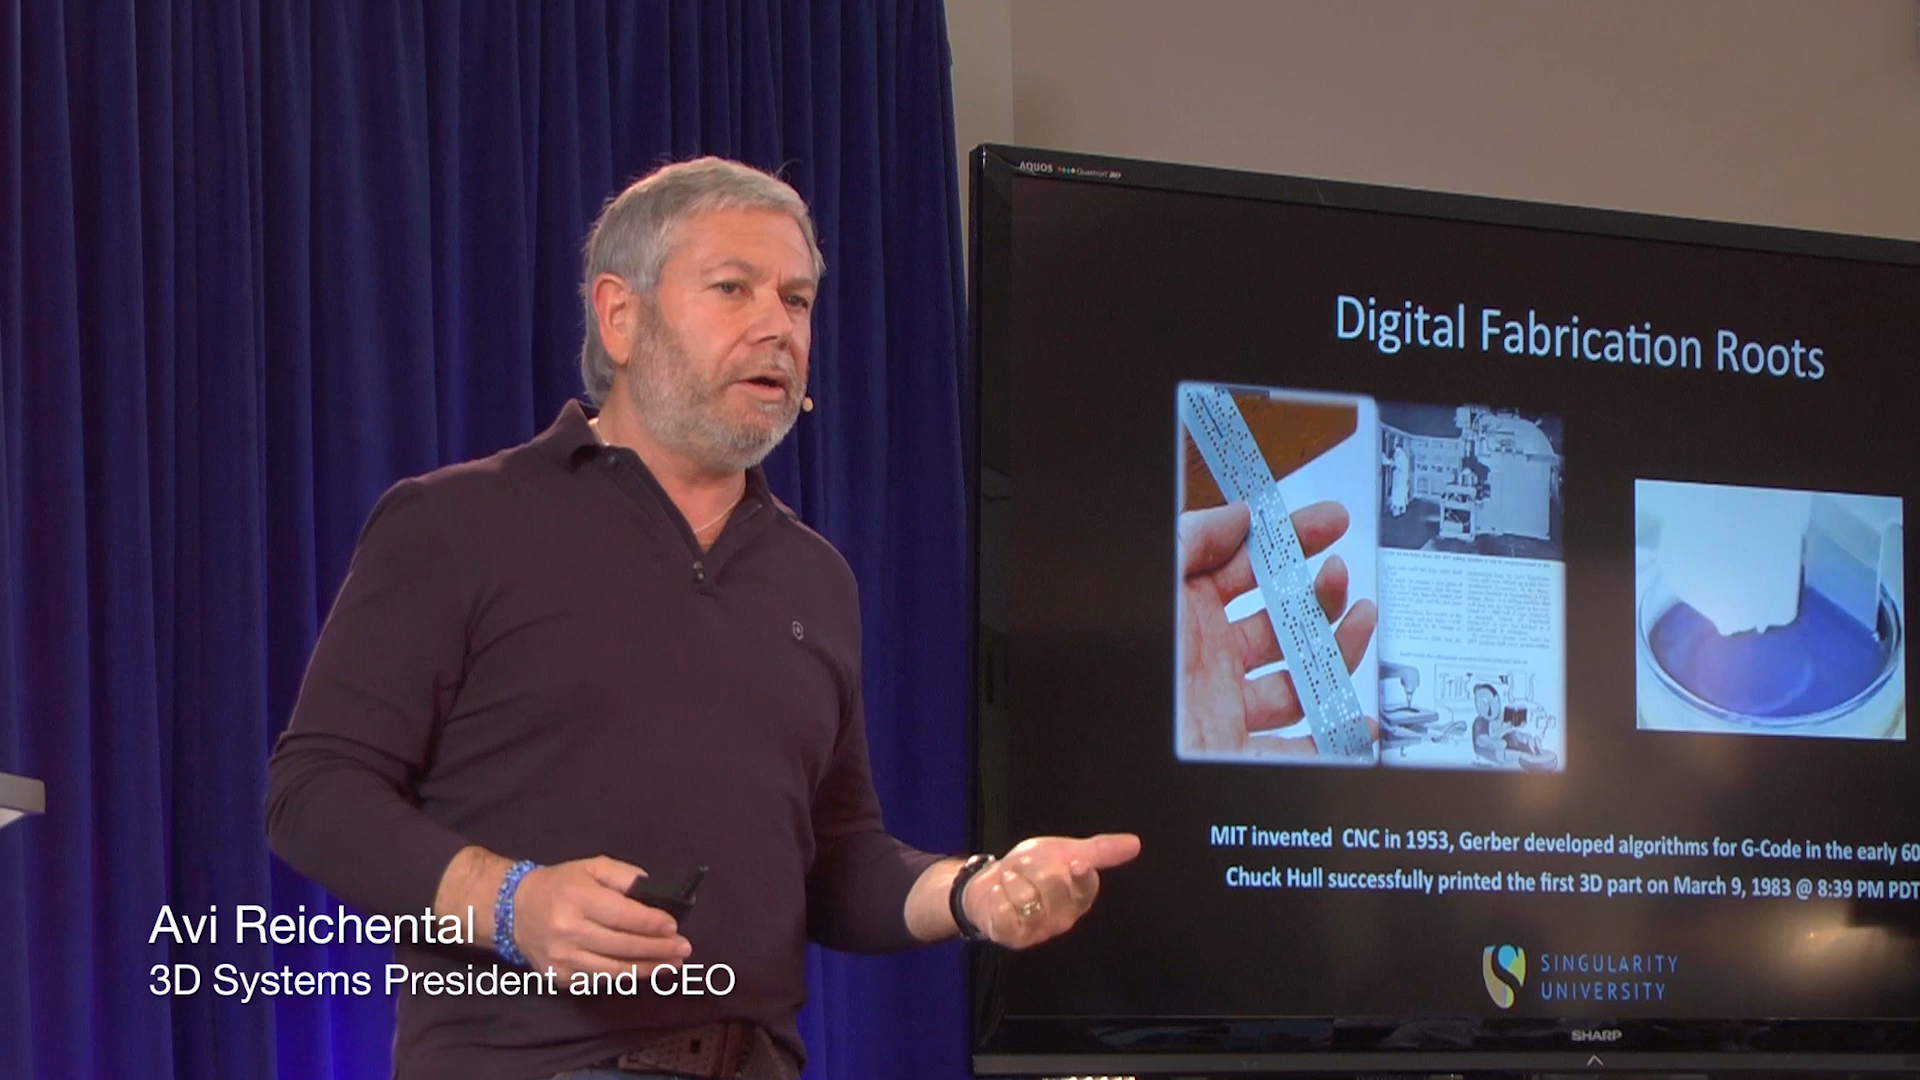 AQUOS Quattron 3D
Digital Fabrication Roots
MIT invented CNC in 1953, Gerber developed algorithms for G-Code in the early 60
Chuck Hull successfully printed the first 3D part on March 9, 1983 @ 8:39 PM PDT
SINGULARITY
UNIVERSITY
SHARP
Avi Reichental
3D Systems President and CEO